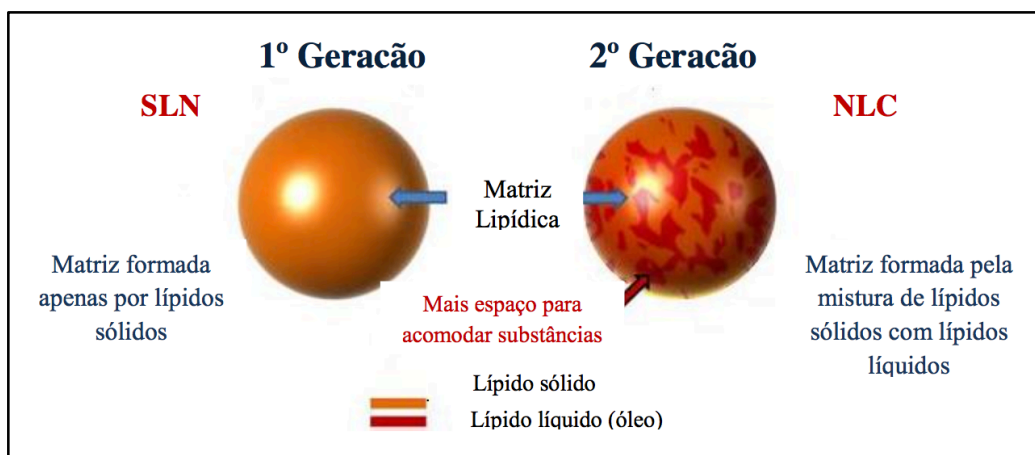 1º Geracão
2º Geracão
SLN
NLC
Matriz
Lipídica
Matriz formada
apenas por lípidos
sólidos
Mais espaço para
acomodar substâncias
Matriz formada pela
mistura de lípidos
sólidos com lípidos
líquidos
Lípido sólido
Lípido líquido (óleo)